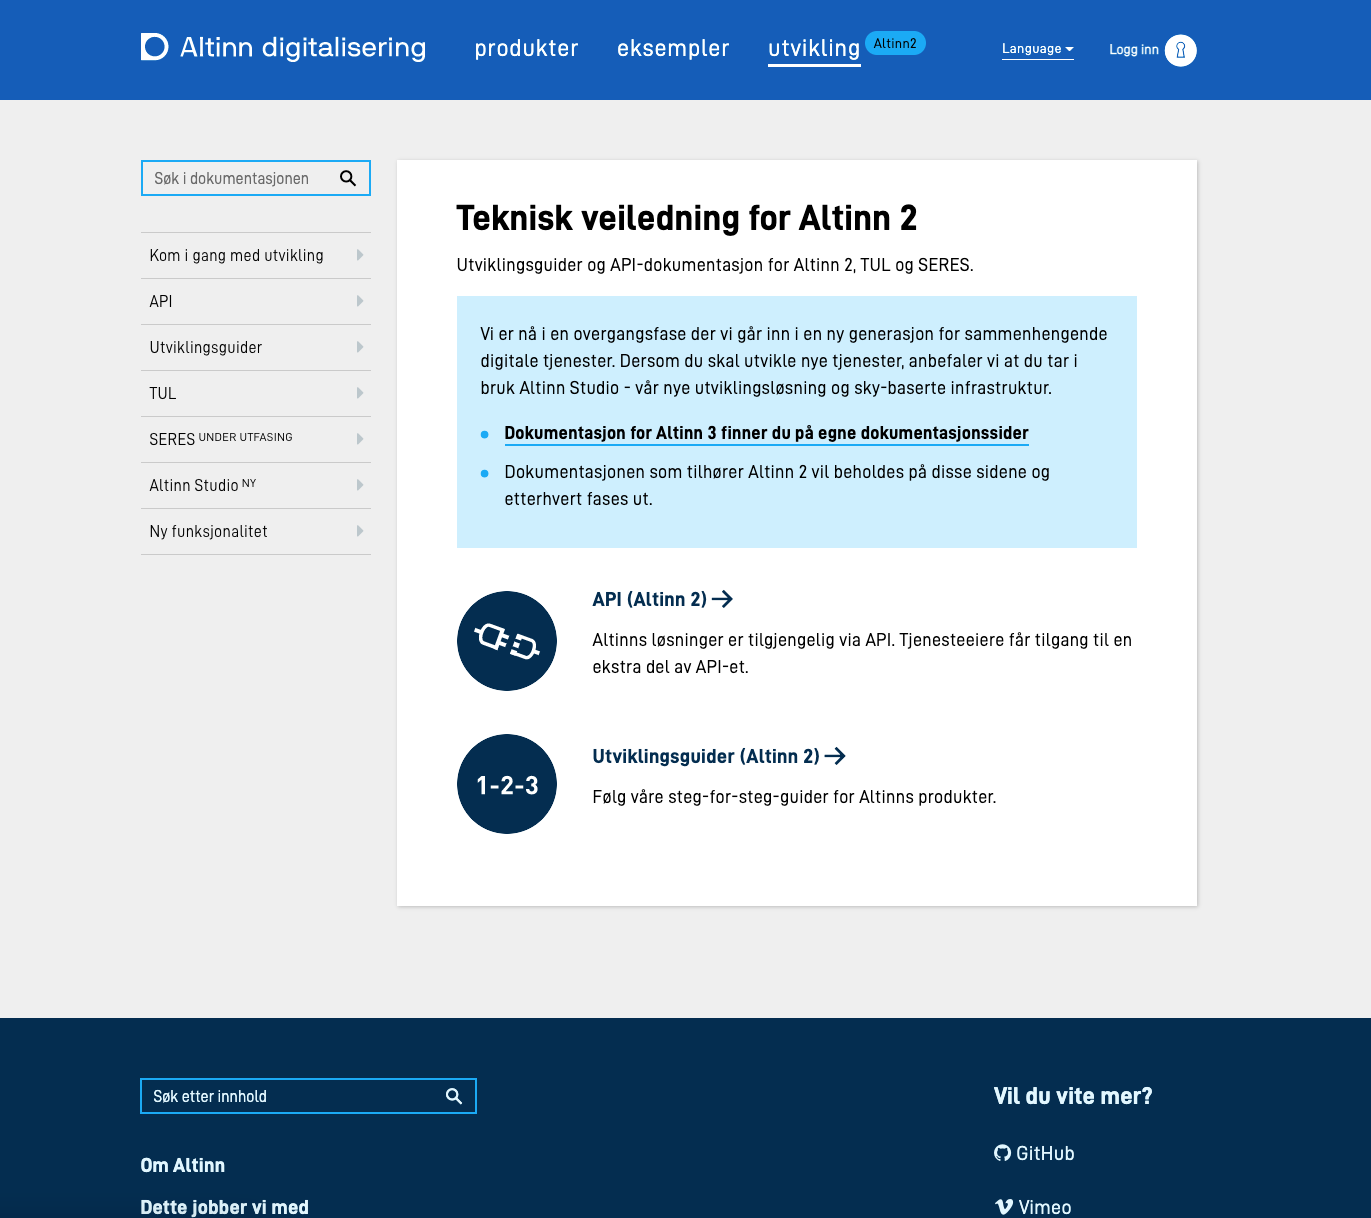 Altinn digitalisering
produkter
eksempler
utvikling
Altinn2
Language
Logg inn
Søk i dokumentasjonen
Kom i gang med utvikling
API
Utviklingsguider
TUL
SERES UNDER UTFASING
Altinn Studio NY
Ny funksjonalitet
Teknisk veiledning for Altinn 2
Utviklingsguider og API-dokumentasjon for Altinn 2, TUL og SERES.
Vi er nå i en overgangsfase der vi går inn i en ny generasjon for sammenhengende
digitale tjenester. Dersom du skal utvikle nye tjenester, anbefaler vi at du tar i
bruk Altinn Studio - vår nye utviklingsløsning og sky-baserte infrastruktur.
Dokumentasjon for Altinn 3 finner du på egne dokumentasjonssider
Dokumentasjonen som tilhører Altinn 2 vil beholdes på disse sidene og
etterhvert fases ut.
API (Altinn 2)
Altinns løsninger er tilgjengelig via API. Tjenesteeiere får tilgang til en
ekstra del av API-et.
1-2-3
Utviklingsguider (Altinn 2)
Følg våre steg-for-steg-guider for Altinns produkter.
Søk etter innhold
Om Altinn
Dette jobber vi med
Vil du vite mer?
GitHub
Vimeo